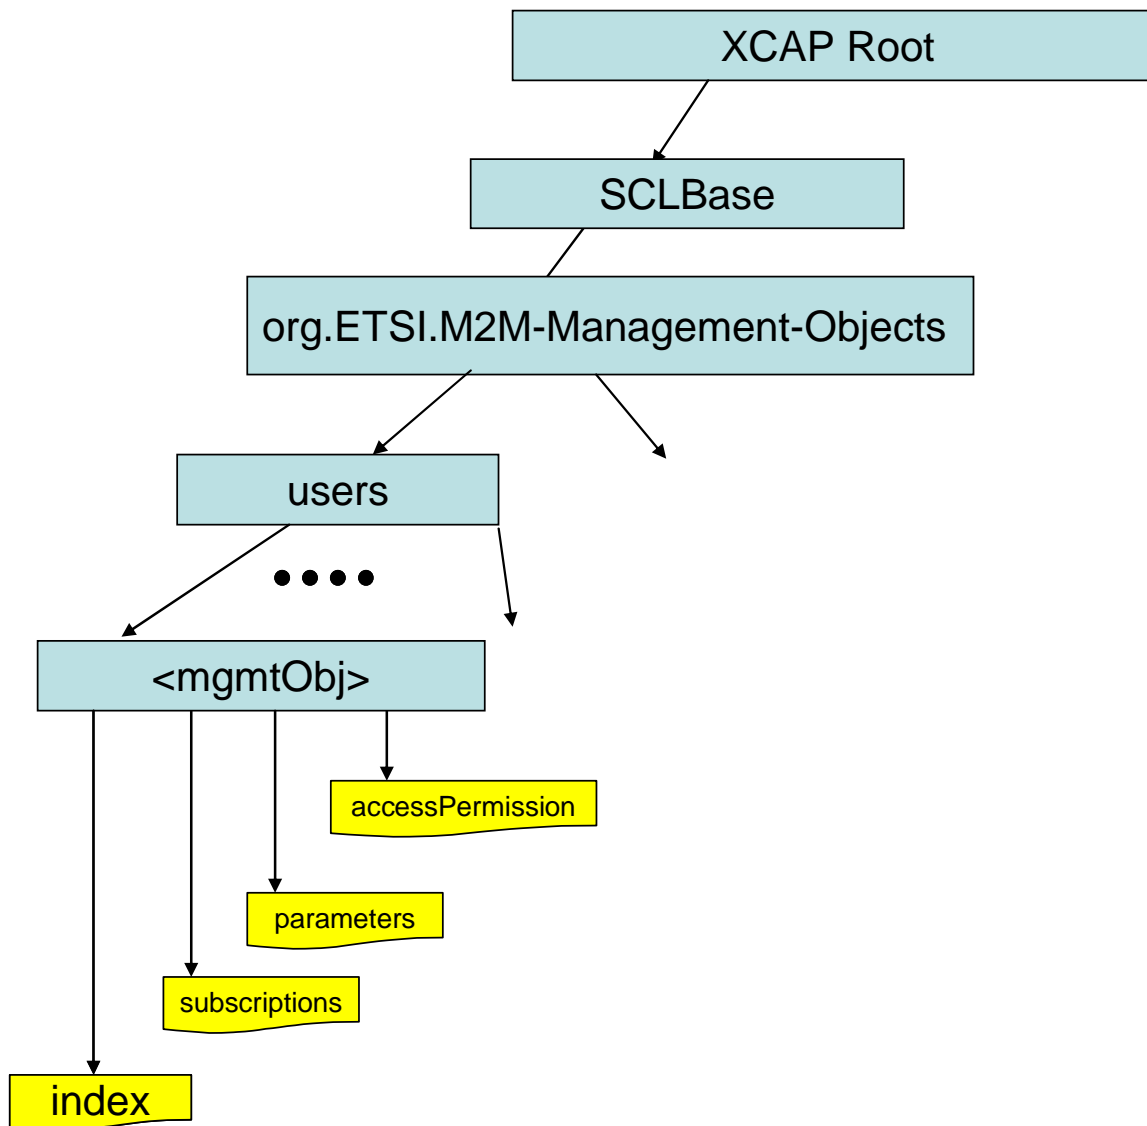 XCAP Root
SCLBase
org.ETSI.M2M-Management-Objects
users
<mgmtObj>
accessPermission
parameters
subscriptions
index